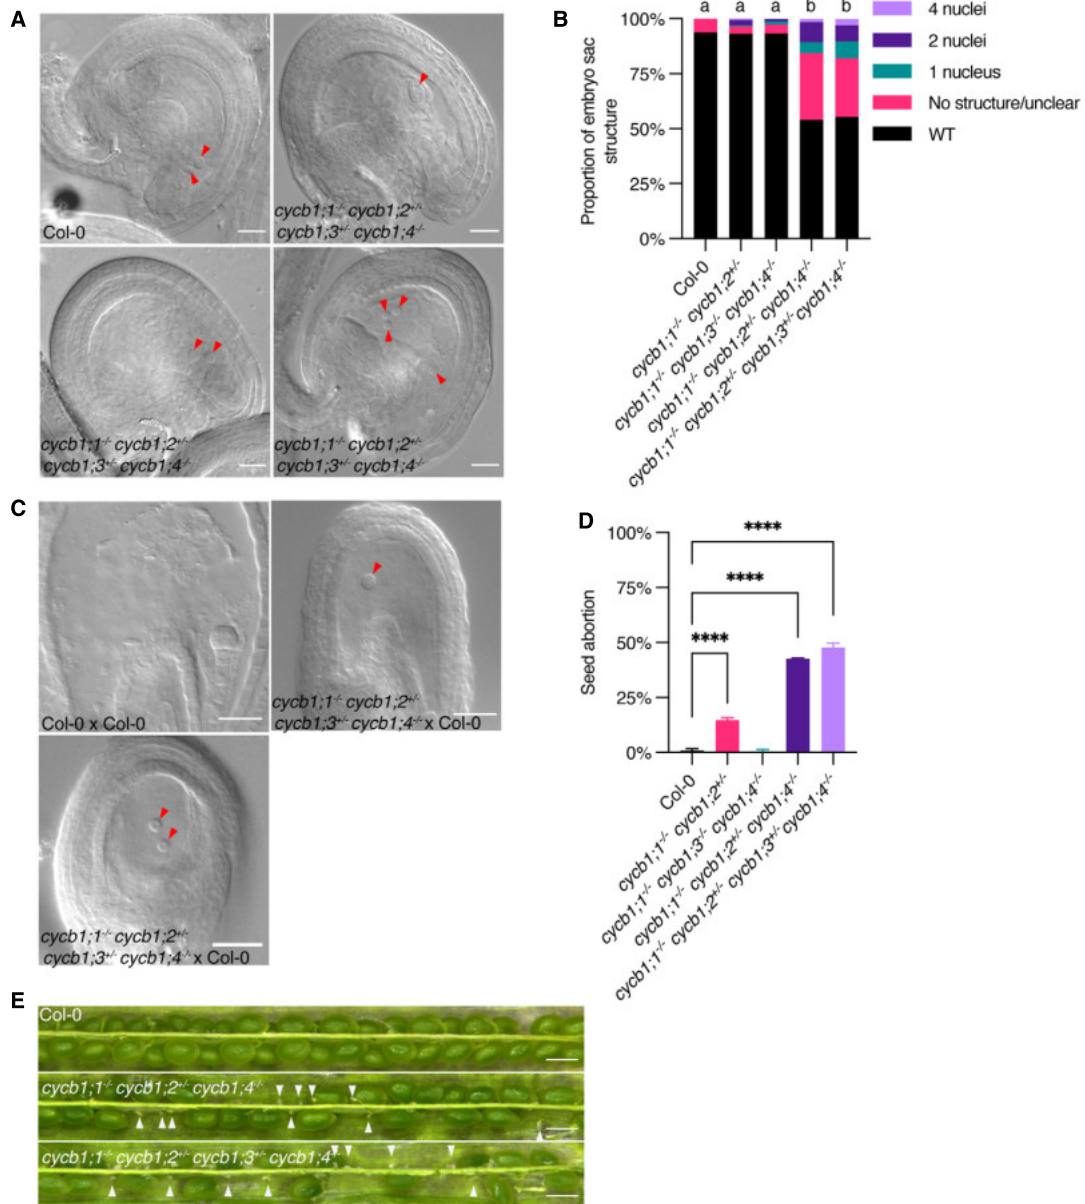 A
Col-0
cycb1;1-/- cycb1;2+/-
cycb1;3+/- cycb1;4-/-
cycb1;1-/- cycb1;2+/-
cycb1;3+/- cycb1;4-/-
cycb1;1-/- cycb1;2+/-
cycb1;3+/- cycb1;4-/-
B
Proportion of embryo sac
structure
100%
75%
50%
25%
0%
a a a b b
4 nuclei
2 nuclei
1 nucleus
No structure/unclear
WT
Col-0
cycb1;1-/- cycb1;2+/-
cycb1;1-/- cycb1;3-/- cycb1;4-/-
cycb1;1-/- cycb1;2+/- cycb1;4-/-
cycb1;1-/- cycb1;2+/- cycb1;3+/- cycb1;4-/-
C
Col-0 x Col-0
cycb1;1-/- cycb1;2+/-
cycb1;3+/- cycb1;4-/- x Col-0
cycb1;1-/- cycb1;2+/-
cycb1;3+/- cycb1;4-/- x Col-0
D
Seed abortion
100%
75%
50%
25%
0%
****
****
****
Col-0
cycb1;1-/- cycb1;2+/-
cycb1;1-/- cycb1;3-/- cycb1;4-/-
cycb1;1-/- cycb1;2+/- cycb1;4-/-
cycb1;1-/- cycb1;2+/- cycb1;3+/- cycb1;4-/-
E
Col-0
cycb1;1-/- cycb1;2+/- cycb1;4-/-
cycb1;1-/- cycb1;2+/- cycb1;3+/- cycb1;4-/-